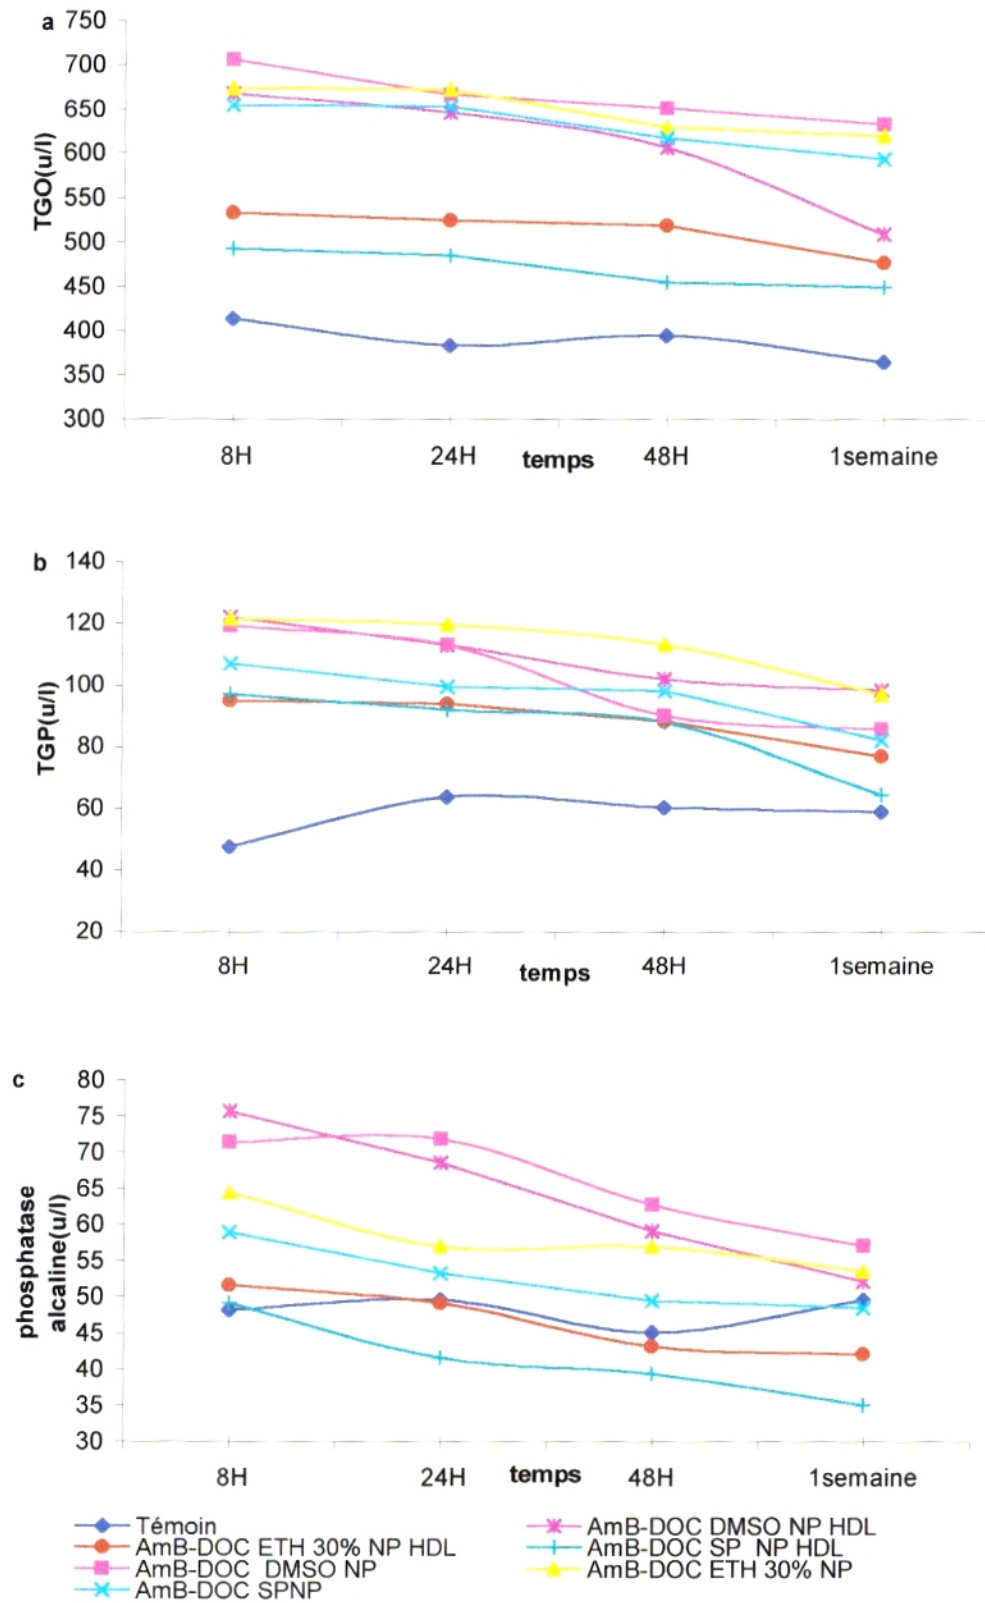 a
750
700
650
600
550
500
450
400
350
300
TGO(u/l)
8H 24H temps 48H 1semaine
b
140
120
100
80
60
40
20
TGP(u/l)
8H 24H temps 48H 1semaine
c
80
75
70
65
60
55
50
45
40
35
30
phosphatase
alcaline(u/l)
8H 24H temps 48H 1semaine
Témoin
AmB-DOC ETH 30% NP HDL
AmB-DOC DMSO NP
AmB-DOC SPNP
AmB-DOC DMSO NP HDL
AmB-DOC SP NP HDL
AmB-DOC ETH 30% NP